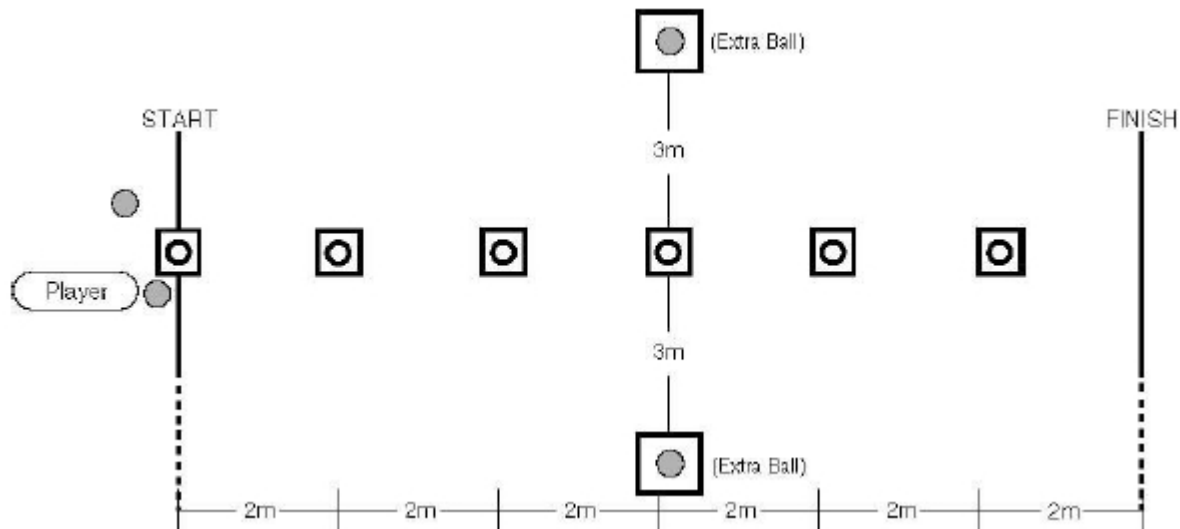 (Extra Ball)
START
FINISH
3m
Player
3m
(Extra Ball)
2m 2m 2m 2m 2m 2m